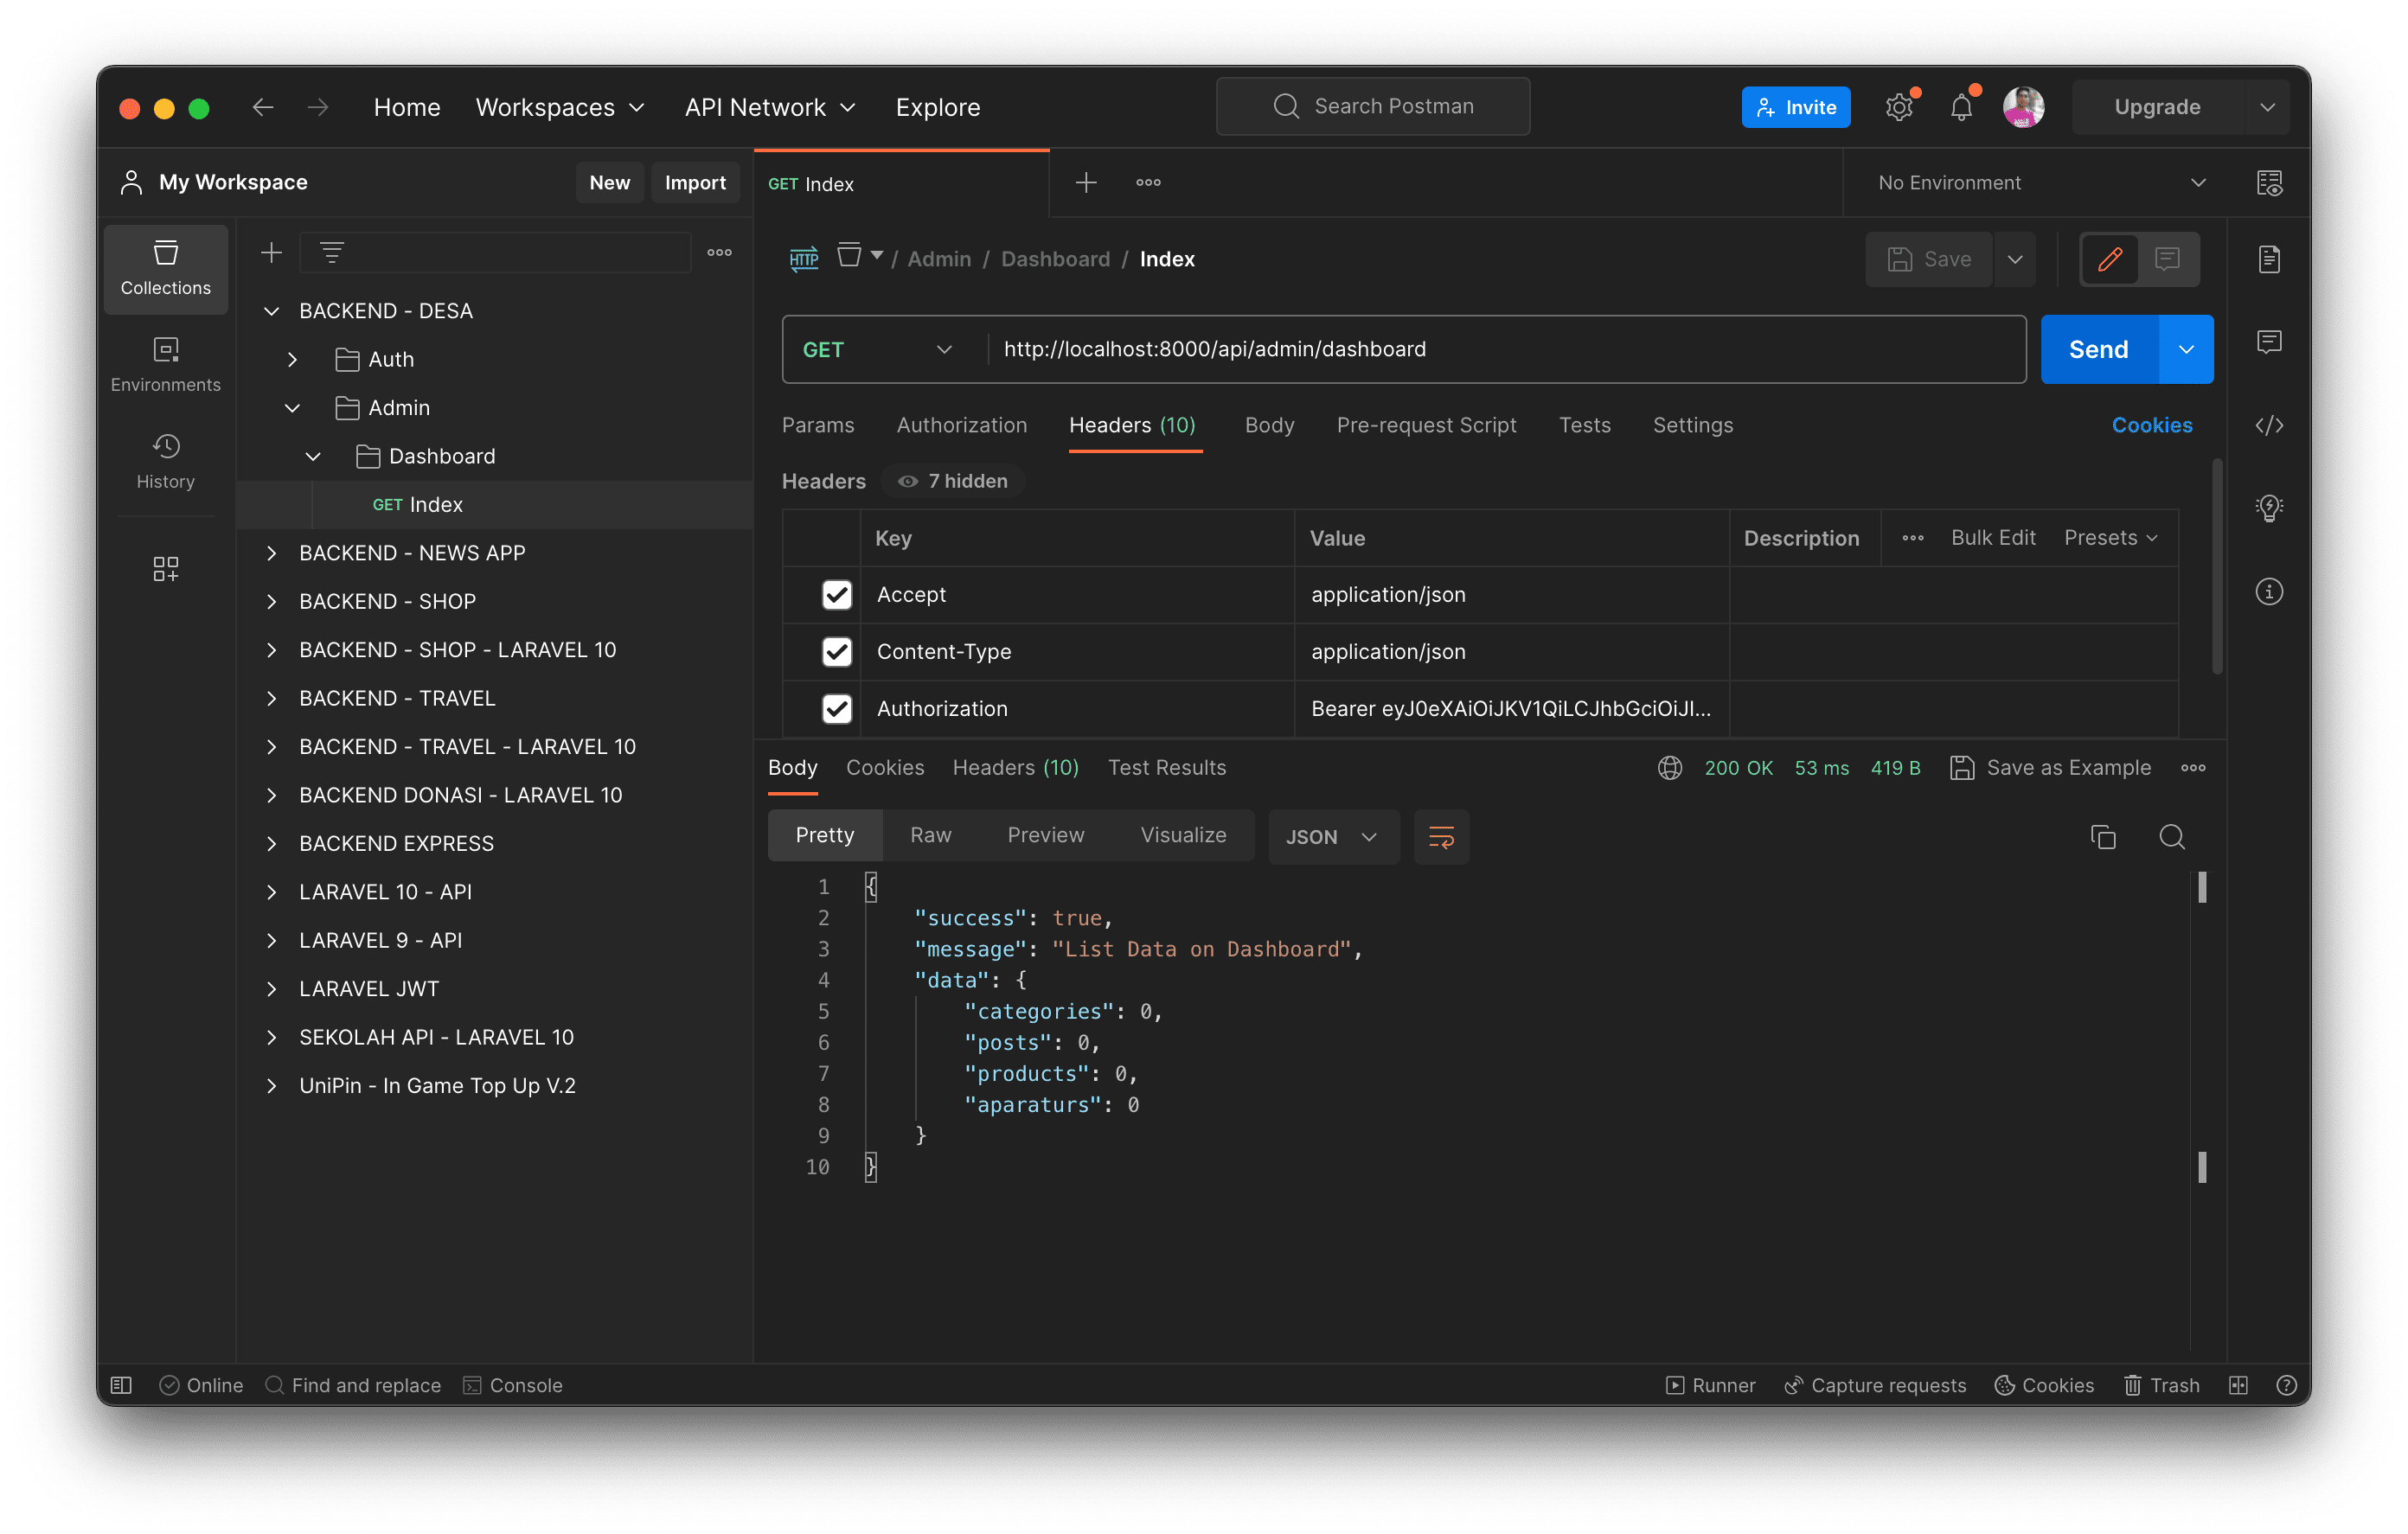 Home Workspaces API Network Explore Search Postman Invite Upgrade
My Workspace New Import GET Index No Environment
Collections
Environments
History
BACKEND - DESA
Auth
Admin
Dashboard
GET Index
BACKEND - NEWS APP
BACKEND - SHOP
BACKEND - SHOP - LARAVEL 10
BACKEND - TRAVEL
BACKEND - TRAVEL - LARAVEL 10
BACKEND DONASI - LARAVEL 10
BACKEND EXPRESS
LARAVEL 10 - API
LARAVEL 9 - API
LARAVEL JWT
SEKOLAH API - LARAVEL 10
UniPin - In Game Top Up V.2
HTTP / Admin / Dashboard / Index Save
GET http://localhost:8000/api/admin/dashboard Send
Params Authorization Headers (10) Body Pre-request Script Tests Settings Cookies
Headers 7 hidden
Key Value Description Bulk Edit Presets
Accept application/json
Content-Type application/json
Authorization Bearer eyJ0eXAiOiJKV1QiLCJhbGciOiJI...
Body Cookies Headers (10) Test Results 200 OK 53 ms 419 B Save as Example
Pretty Raw Preview Visualize JSON
1 {
2 "success": true,
3 "message": "List Data on Dashboard",
4 "data": {
5 "categories": 0,
6 "posts": 0,
7 "products": 0,
8 "aparaturs": 0
9 }
10 }
Online Find and replace Console Runner Capture requests Cookies Trash